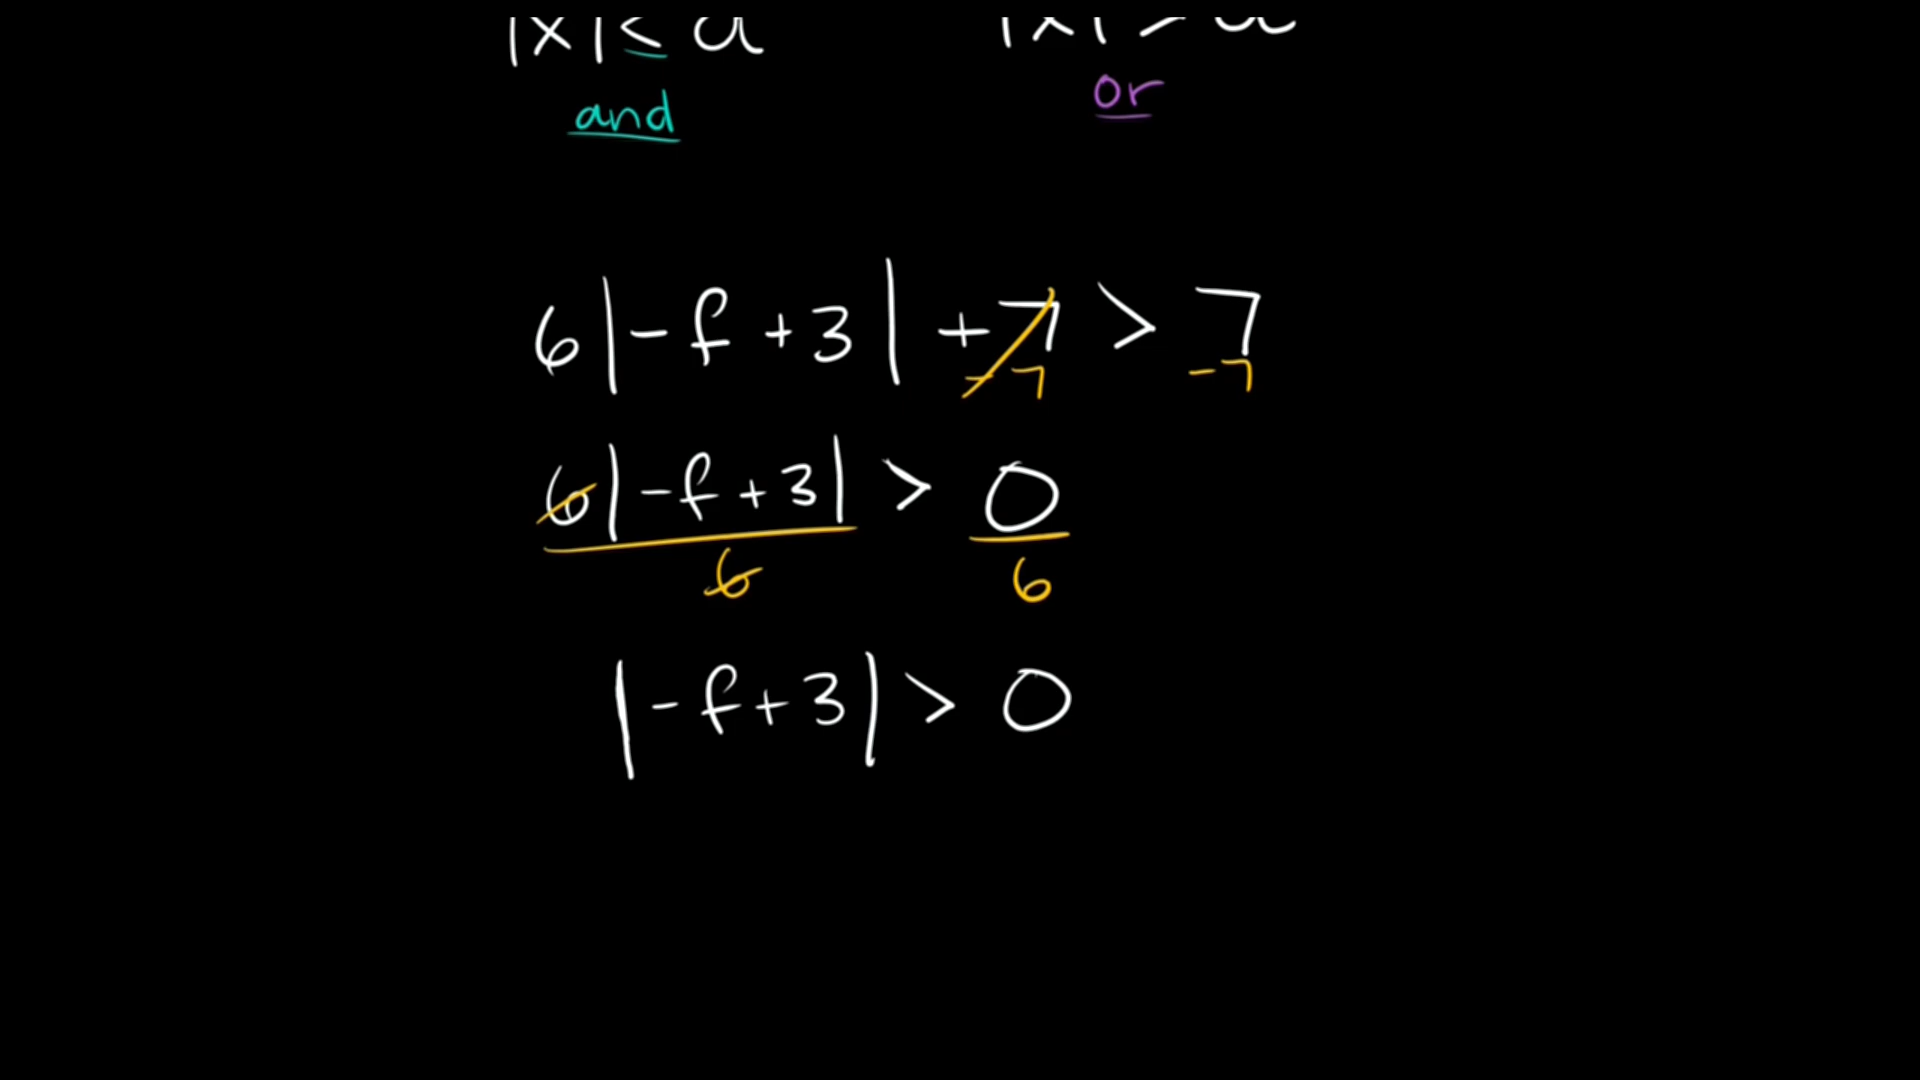 |x| ≤ a |x| > a
and or
6|-f+3| +7 > 7
-7 -7
6|-f+3| > 0
6 6
|-f+3| > 0